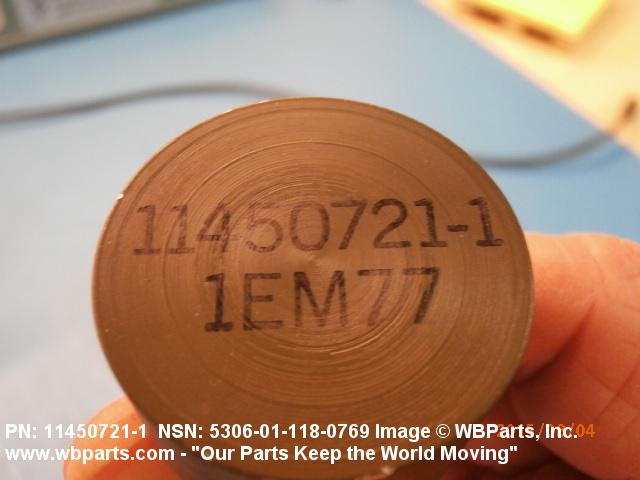 11450721-1
1EM77
PN: 11450721-1 NSN: 5306-01-118-0769 Image © WBParts, Inc.
www.wbparts.com - "Our Parts Keep the World Moving"